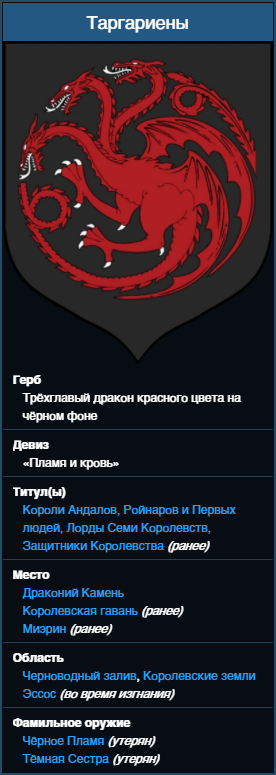 Таргариены
Герб
Трёхглавый дракон красного цвета на
чёрном фоне
Девиз
«Пламя и кровь»
Титул(ы)
Короли Андалов, Ройнаров и Первых
людей, Лорды Семи Королевств,
Защитники Королевства (ранее)
Место
Драконий Камень
Королевская гавань (ранее)
Миэрин (ранее)
Область
Черноводный залив, Королевские земли
Эссос (во время изгнания)
Фамильное оружие
Чёрное Пламя (утерян)
Тёмная Сестра (утерян)